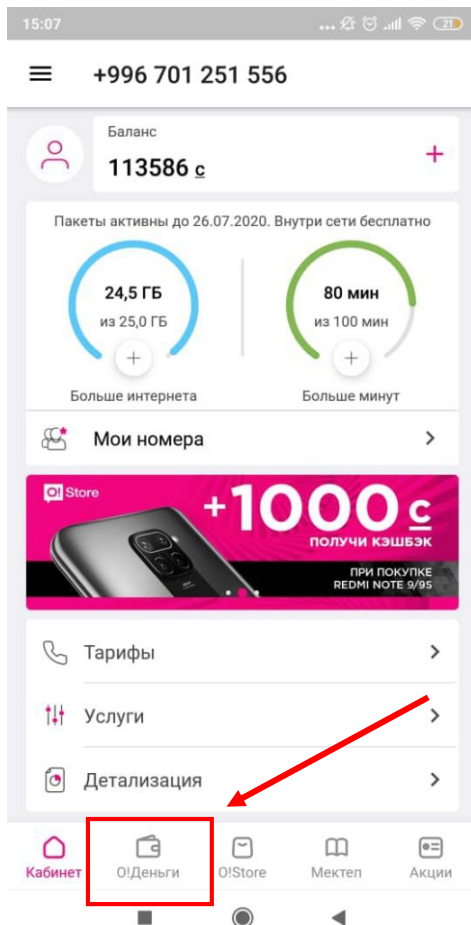 15:07
21
+996 701 251 556
Баланс
113586 с
Пакеты активны до 26.07.2020. Внутри сети бесплатно
24,5 ГБ
из 25,0 ГБ
80 мин
из 100 мин
Больше интернета
Больше минут
Мои номера
O! Store
+1000 с
ПОЛУЧИ КЭШБЭК
ПРИ ПОКУПКЕ
REDMI NOTE 9/9S
Тарифы
Услуги
Детализация
Кабинет
О!Деньги
O!Store
Мектеп
Акции